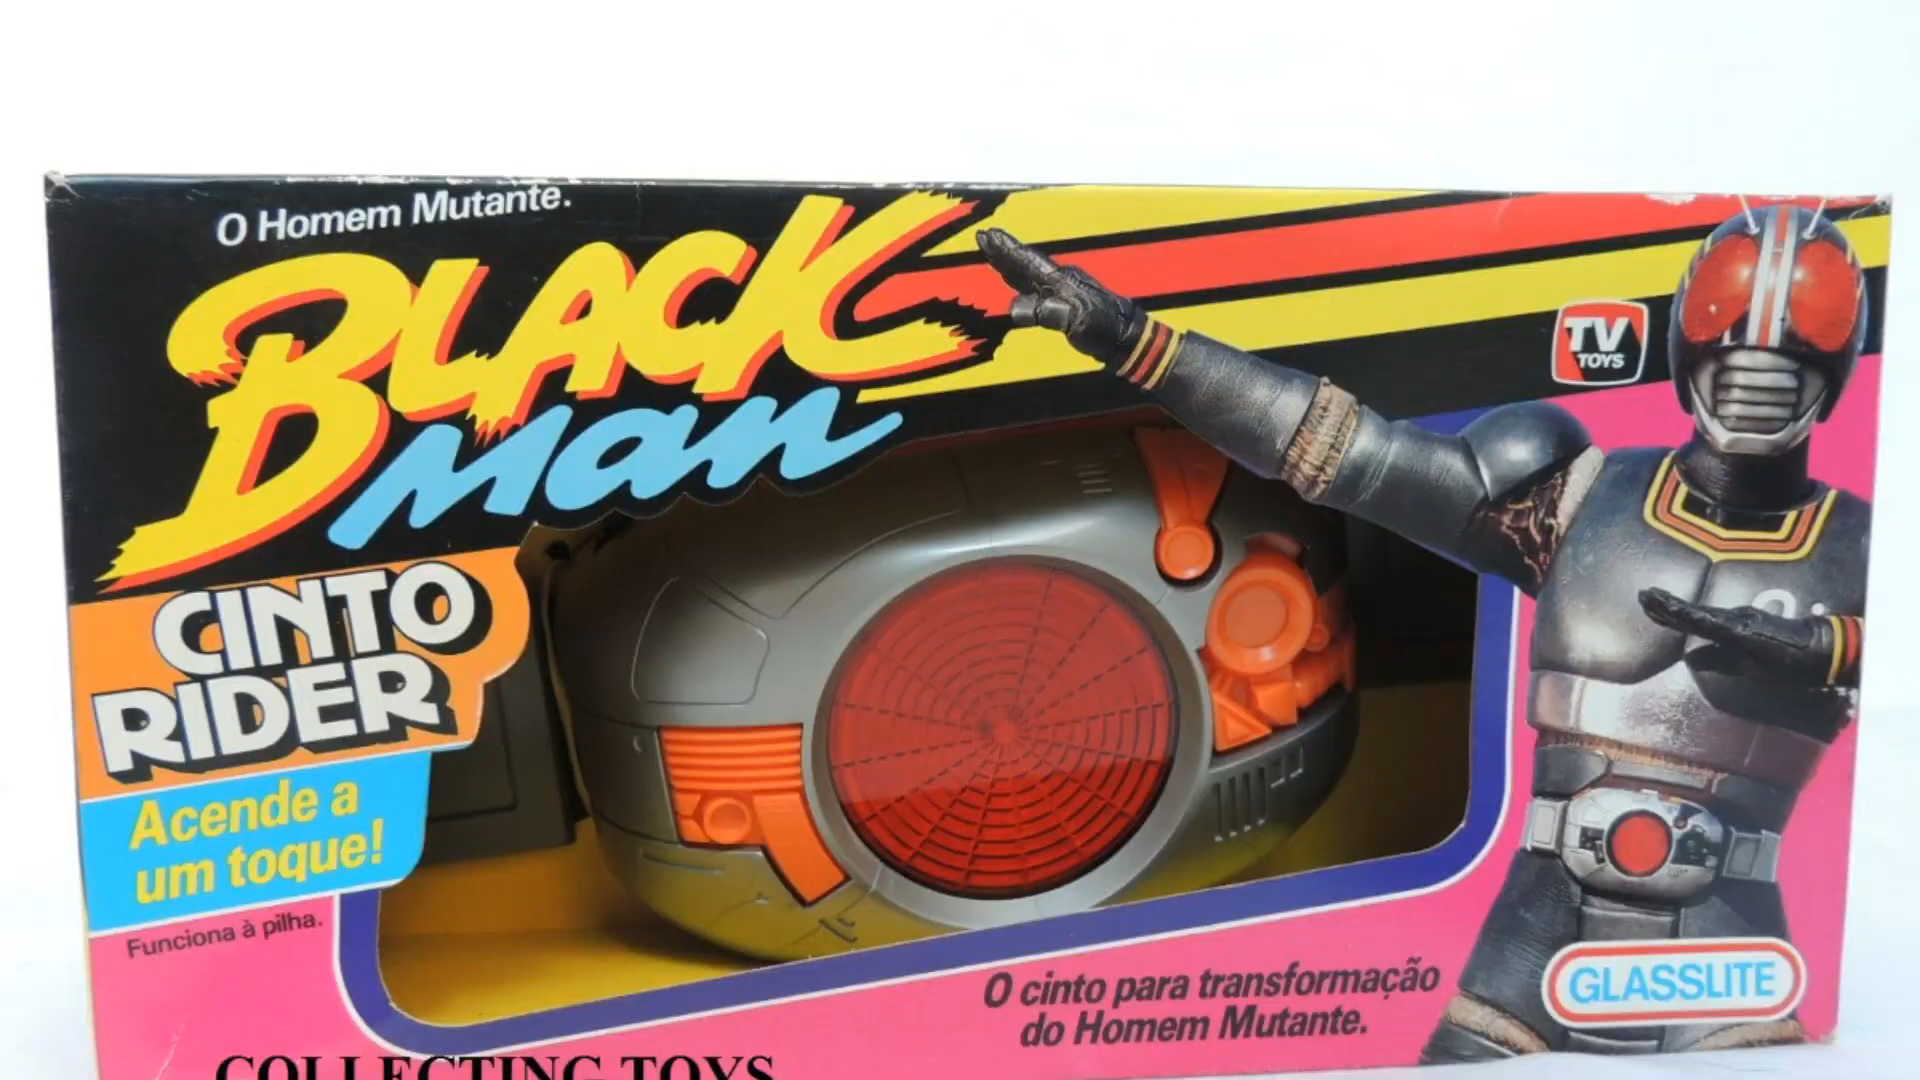 O Homem Mutante.
BLACK
man
CINTO
RIDER
Acende a
um toque!
Funciona à pilha.
TV
TOYS
O cinto para transformação
do Homem Mutante.
GLASSLITE
COLLECTING TOYS